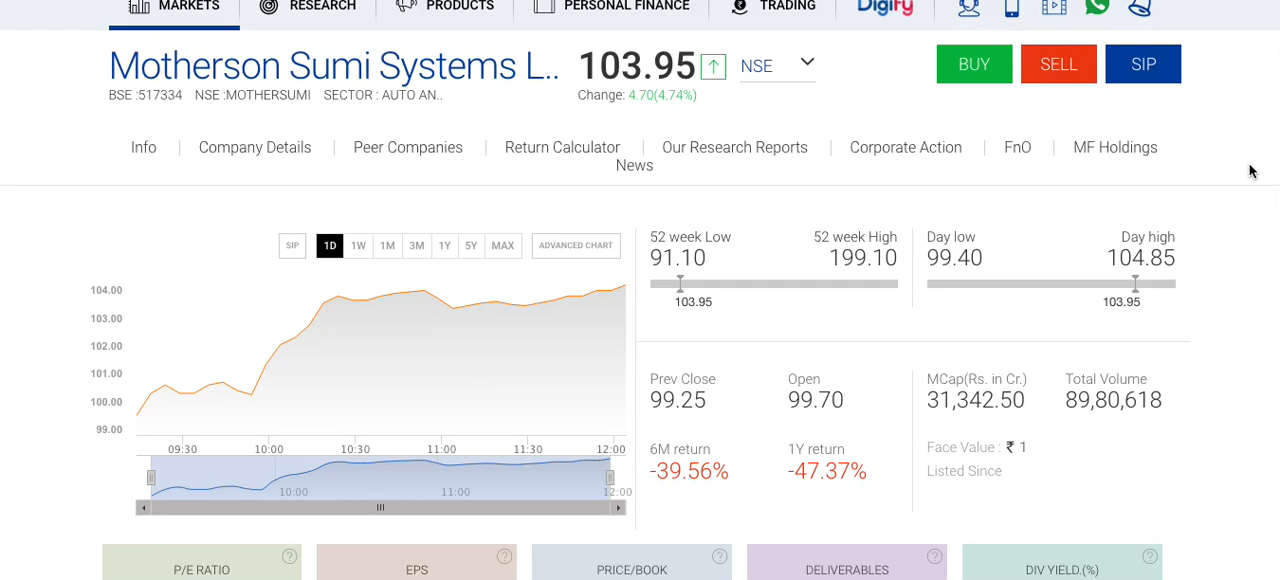 MARKETS RESEARCH PRODUCTS PERSONAL FINANCE TRADING Digify
Motherson Sumi Systems L.. 103.95 NSE BUY SELL SIP
BSE :517334 NSE :MOTHERSUMI SECTOR : AUTO AN.. Change: 4.70(4.74%)
Info Company Details Peer Companies Return Calculator Our Research Reports Corporate Action FnO MF Holdings
News
SIP 1D 1W 1M 3M 1Y 5Y MAX ADVANCED CHART
52 week Low 52 week High Day low Day high
91.10 199.10 99.40 104.85
103.95 103.95
104.00
103.00
102.00
101.00
100.00
99.00
09:30 10:00 10:30 11:00 11:30 12:00
10:00 11:00 12:00
Prev Close Open MCap(Rs. in Cr.) Total Volume
99.25 99.70 31,342.50 89,80,618
6M return 1Y return Face Value : ₹ 1
-39.56% -47.37% Listed Since
P/E RATIO ? EPS ? PRICE/BOOK ? DELIVERABLES ? DIV YIELD.(%) ?